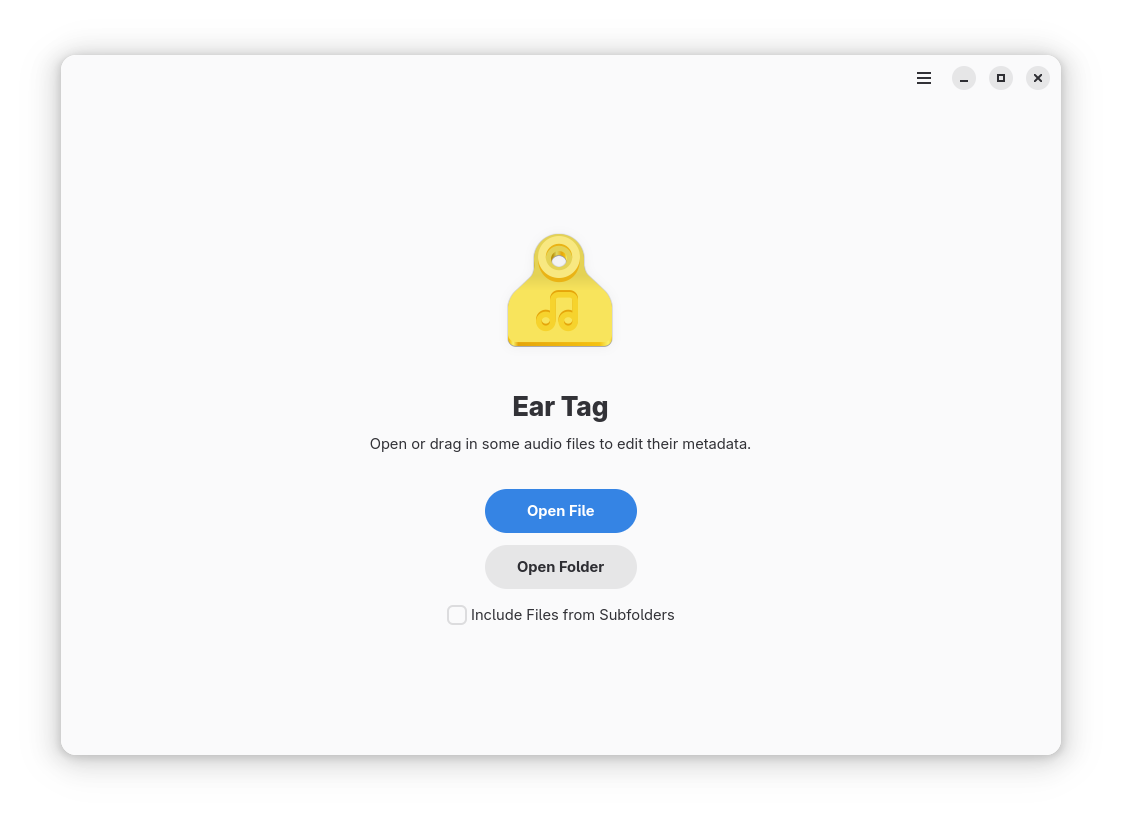 Ear Tag
Open or drag in some audio files to edit their metadata.
Open File
Open Folder
Include Files from Subfolders